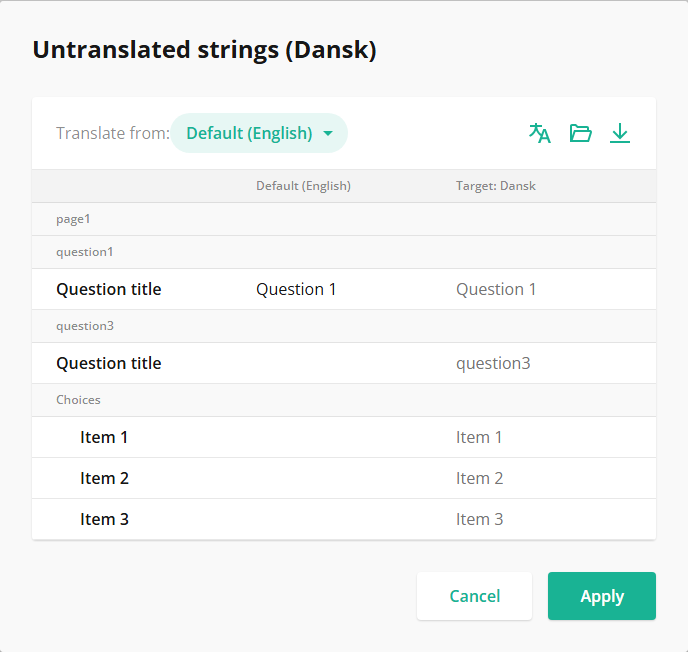 Untranslated strings (Dansk)
Translate from: Default (English)
Default (English) Target: Dansk
page1
question1
Question title Question 1 Question 1
question3
Question title question3
Choices
Item 1 Item 1
Item 2 Item 2
Item 3 Item 3
Cancel Apply